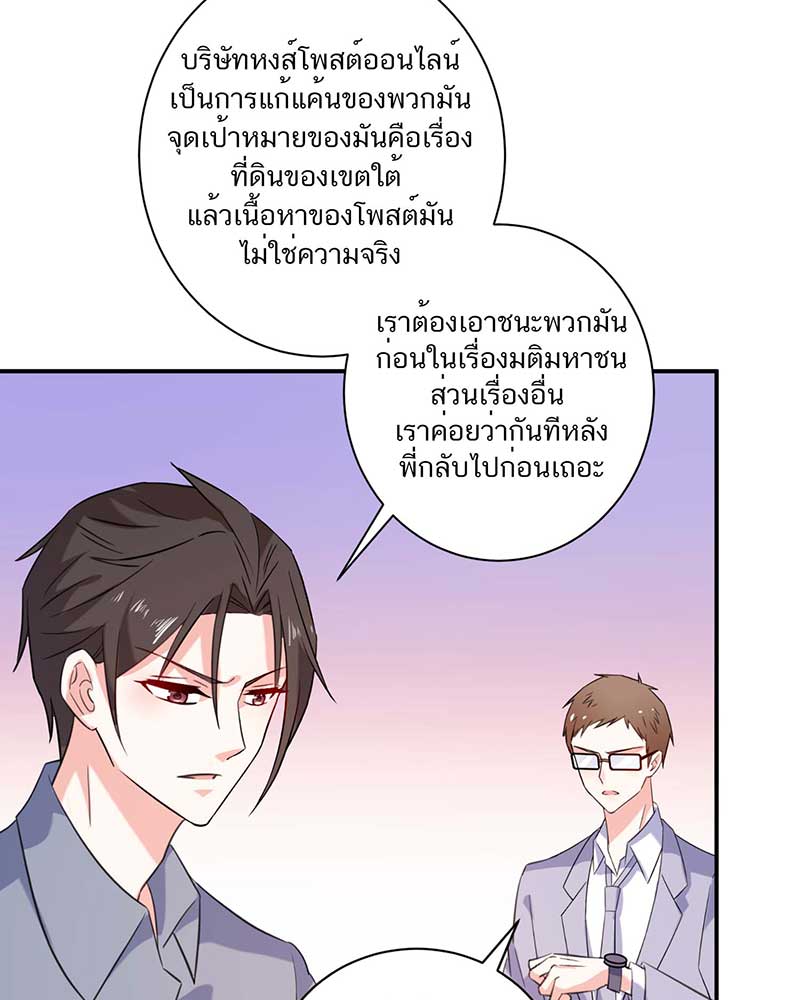 บริษัทหงส์โพสต์ออนไลน์
เป็นการแก้แค้นของพวกมัน
จุดเป้าหมายของมันคือเรื่อง
ที่ดินของเขตใต้
แล้วเนื้อหาของโพสต์มัน
ไม่ใช่ความจริง
เราต้องเอาชนะพวกมัน
ก่อนในเรื่องมติมหาชน
ส่วนเรื่องอื่น
เราค่อยว่ากันทีหลัง
พี่กลับไปก่อนเถอะ